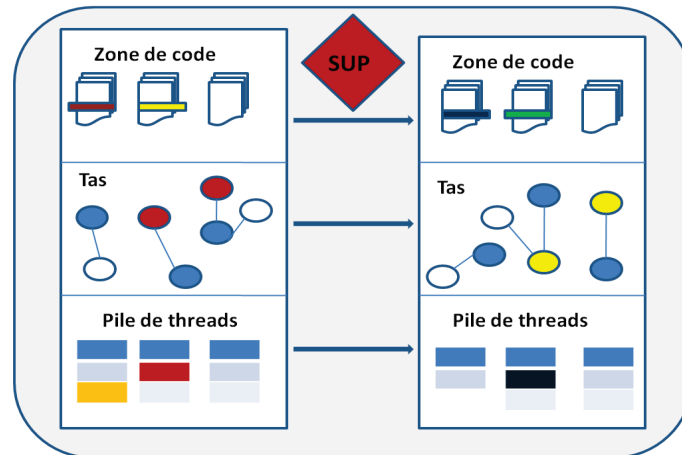 Zone de code
SUP
Zone de code
Tas
Tas
Pile de threads
Pile de threads